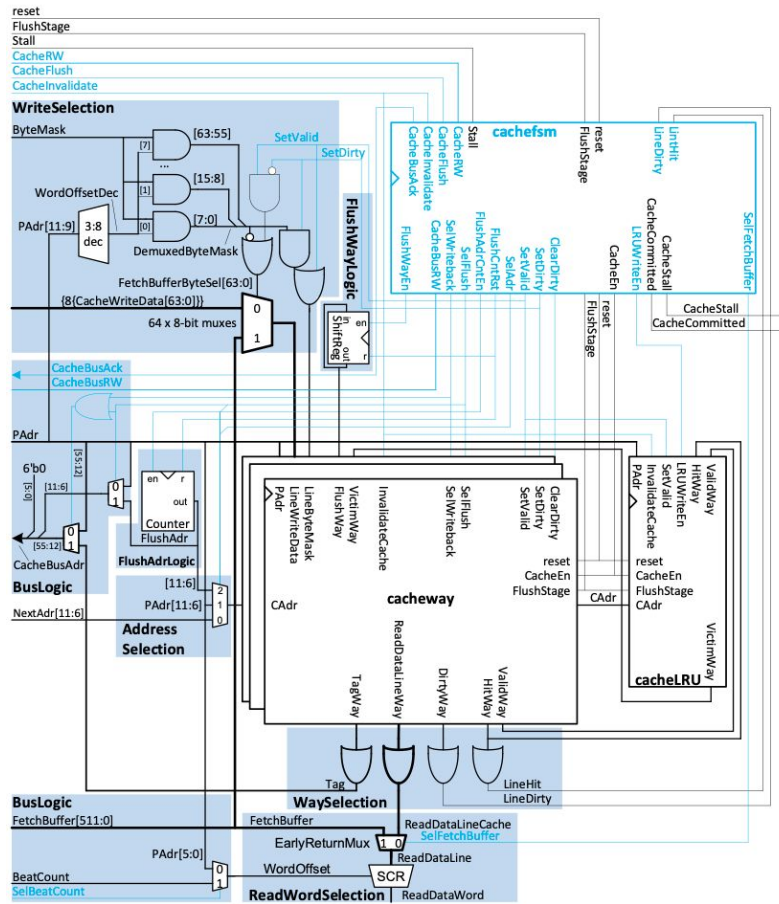 reset
FlushStage
Stall
CacheRW
CacheFlush
CacheInvalidate
WriteSelection
ByteMask
[63:55]
[7]
...
WordOffsetDec
[1]
[15:8]
PAdr[11:9]
3:8
dec
[0]
[7:0]
DemuxedByteMask
SetValid
SetDirty
FetchBufferByteSel[63:0]
{8{CacheWriteData[63:0]}}
64 x 8-bit muxes
0
1
FlushWayLogic
ShiftReg
in
out
en
r
cachefsm
CacheBusAck
CacheInvalidate
CacheFlush
CacheRW
Stall
FlushStage
reset
LineDirty
LintHit
FlushWayEn
CacheBusRW
SelWriteback
SelFlush
FlushAdrCntEn
FlushCntRst
SelAdr
SetValid
SetDirty
ClearDirty
CacheEn
LRUWriteEn
CacheCommitted
CacheStall
SelFetchBuffer
FlushStage
reset
CacheStall
CacheCommitted
CacheBusAck
CacheBusRW
PAdr
[55:12]
6'b0
[5:0]
[11:6]
0
1
0
1
[55:12]
CacheBusAdr
BusLogic
en
r
out
Counter
FlushAdr
FlushAdrLogic
[11:6]
PAdr[11:6]
NextAdr[11:6]
2
1
0
Address
Selection
PAdr
LineWriteData
LineByteMask
FlushWay
VictimWay
InvalidateCache
SelWriteback
SelFlush
SetValid
SetDirty
ClearDirty
reset
CacheEn
FlushStage
CAdr
cacheway
CAdr
TagWay
ReadDataLineWay
DirtyWay
HitWay
ValidWay
PAdr
InvalidateCache
SetValid
LRUWriteEn
HitWay
ValidWay
reset
CacheEn
FlushStage
CAdr
VictimWay
cacheLRU
Tag
WaySelection
LineHit
LineDirty
BusLogic
FetchBuffer[511:0]
FetchBuffer
ReadDataLineCache
SelFetchBuffer
EarlyReturnMux
1 0
ReadDataLine
PAdr[5:0]
0
1
WordOffset
SCR
BeatCount
SelBeatCount
ReadWordSelection
ReadDataWord